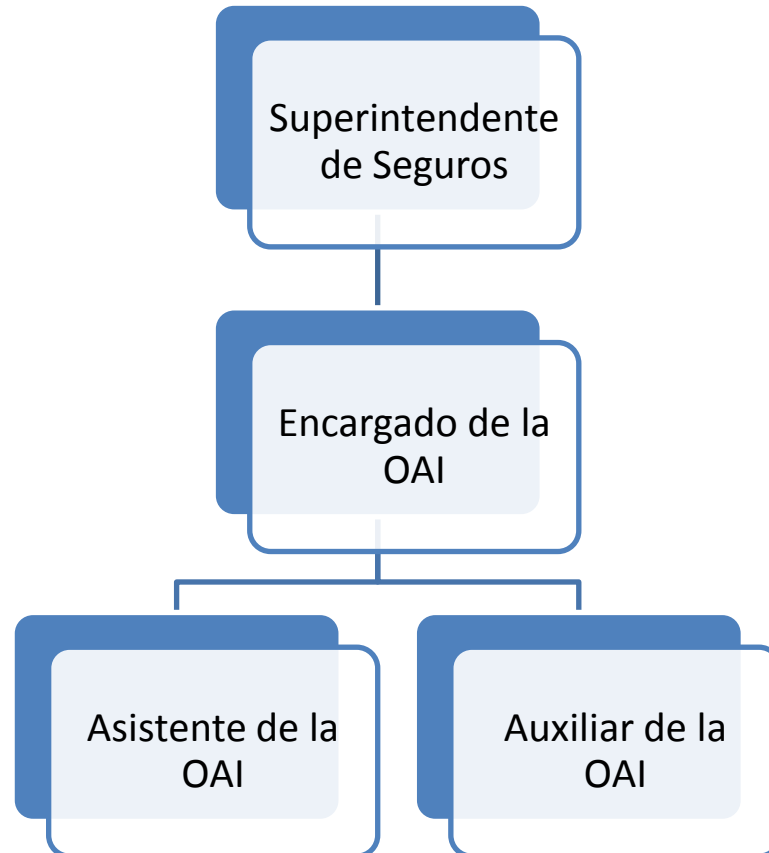 Superintendente
de Seguros
Encargado de la
OAI
Asistente de la
OAI
Auxiliar de la
OAI